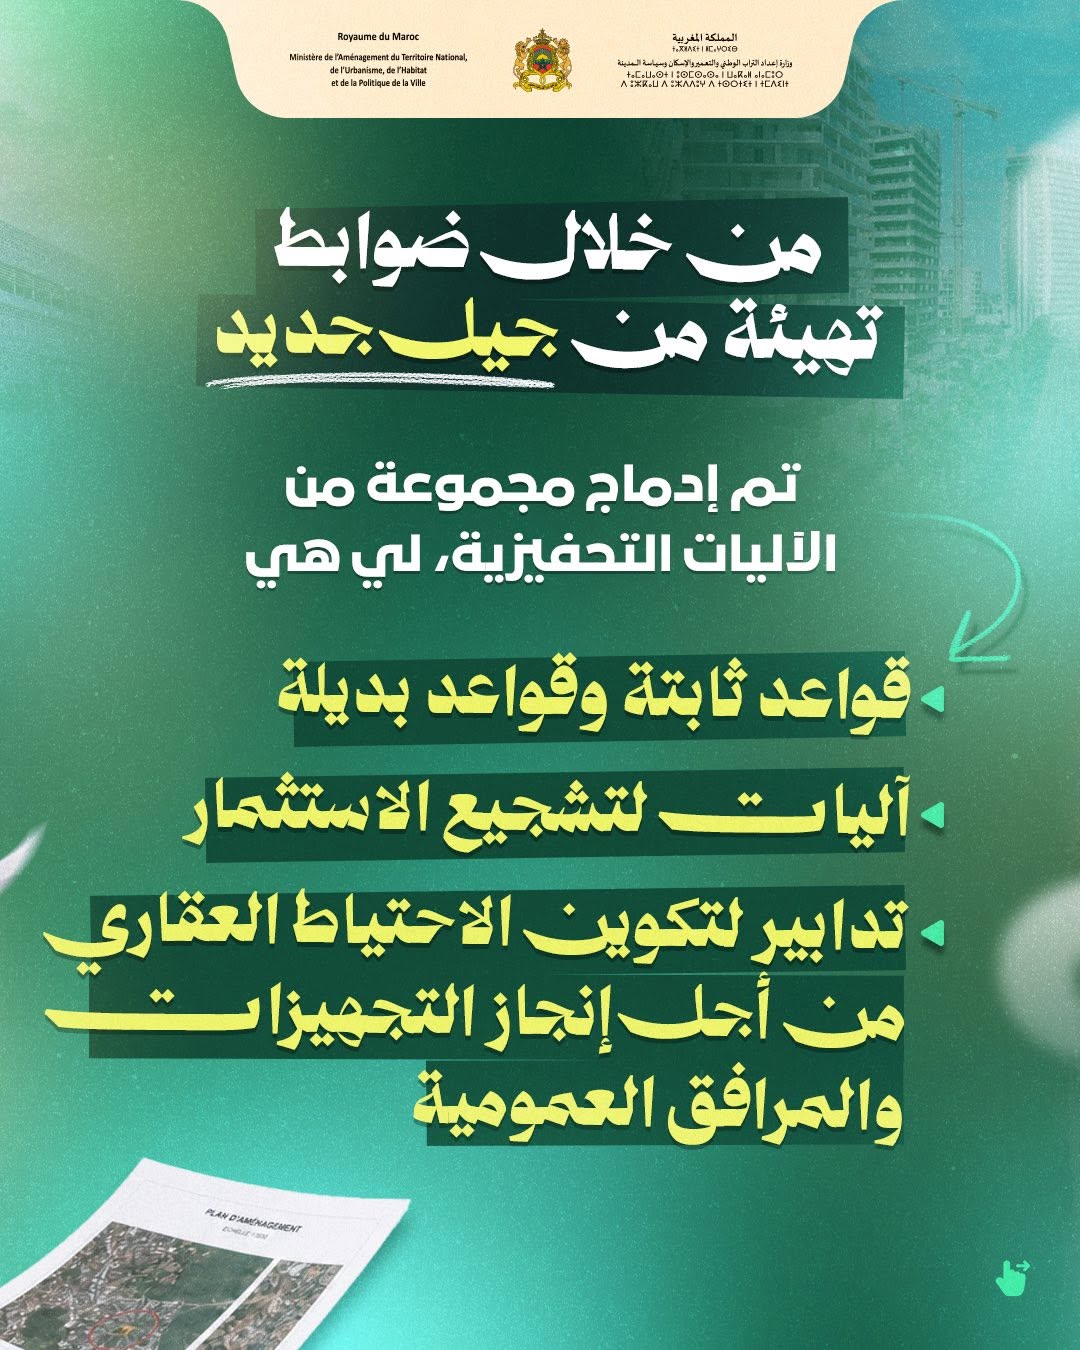 Royaume du Maroc
Ministère de l'Aménagement du Territoire National,
de l'Urbanisme, de l'Habitat
et de la Politique de la Ville
المملكة المغربية
ⵜⴰⴳⵍⴷⵉⵜ ⵏ ⵍⵎⵖⵔⵉⴱ
وزارة إعداد التراب الوطني والتعمير والإسكان وسياسة المدينة
من خلال ضوابط
تهيئة من جيل جديد
تم إدماج مجموعة من
الآليات التحفيزية، لي هي
قواعد ثابتة وقواعد بديلة
آليات لتشجيع الاستثمار
تدابير لتكوين الاحتياط العقاري
من أجل إنجاز التجهيزات
والمرافق العمومية
PLAN D'AMÉNAGEMENT